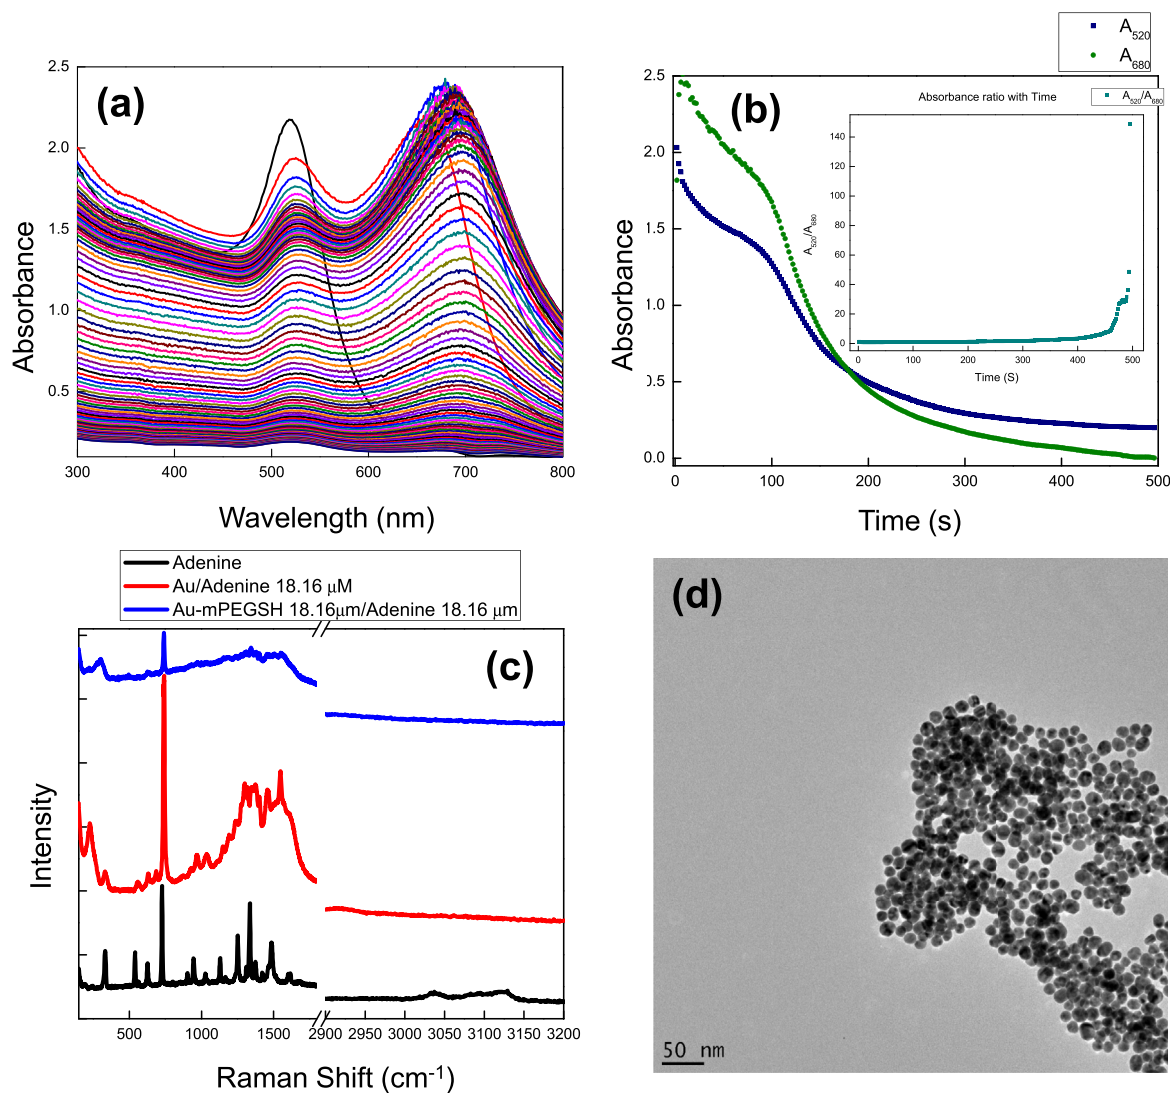 (a)
2.5
2.0
1.5
1.0
0.5
300 400 500 600 700 800
Absorbance
Wavelength (nm)
A520
A680
(b)
2.5
2.0
1.5
1.0
0.5
0.0
0 100 200 300 400 500
Absorbance
Time (s)
Absorbance ratio with Time
A520/A680
140
120
100
80
60
40
20
0
0 100 200 300 400 500
A520/A680
Time (S)
Adenine
Au/Adenine 18.16 μM
Au-mPEGSH 18.16μm/Adenine 18.16 μm
(c)
Intensity
500 1000 1500 2900 2950 3000 3050 3100 3150 3200
Raman Shift (cm-1)
(d)
50 nm